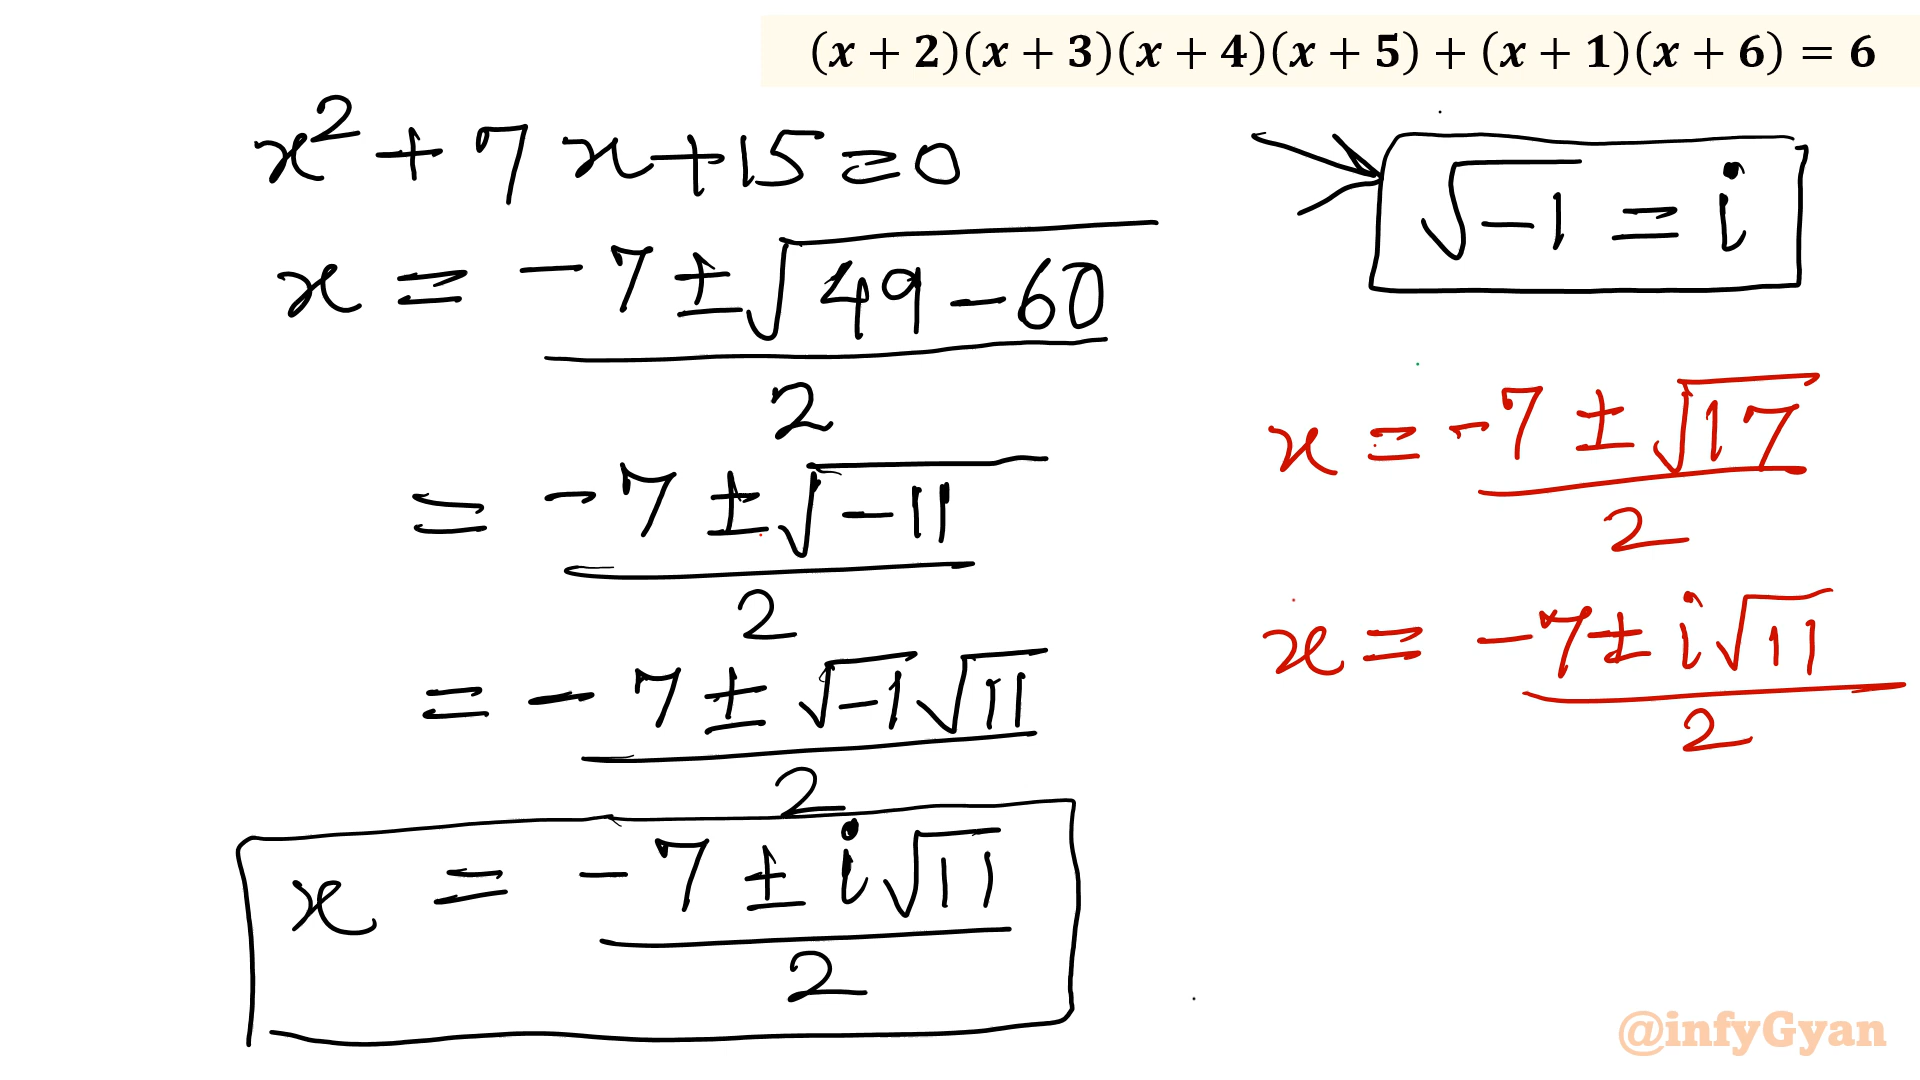 (x + 2)(x + 3)(x + 4)(x + 5) + (x + 1)(x + 6) = 6
x² + 7x + 15 = 0
x = -7 ± √(49 - 60) / 2
= -7 ± √(-11) / 2
= -7 ± √(-1) √11 / 2
x = -7 ± i√11 / 2
√(-1) = i
x = -7 ± √17 / 2
x = -7 ± i√11 / 2
@infyGyan